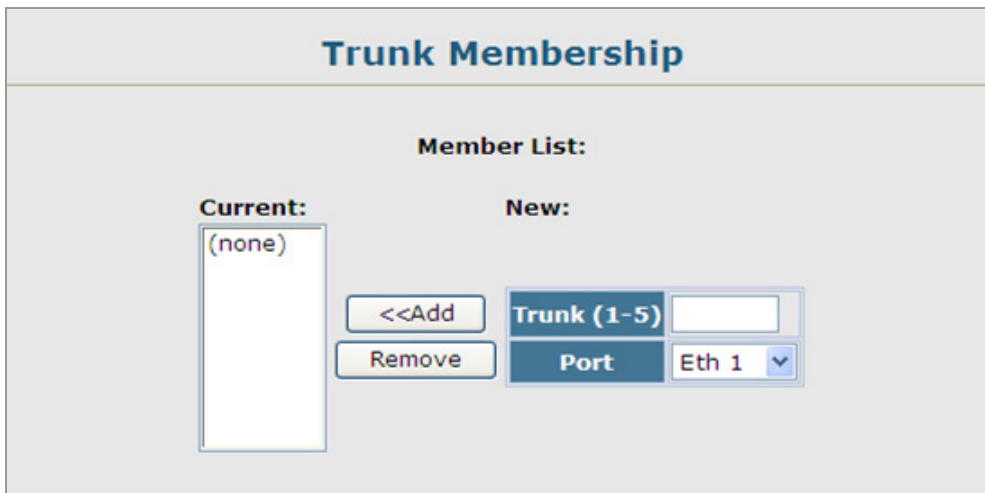 Trunk Membership
Member List:
Current:
New:
(none)
<<Add
Remove
Trunk (1-5)
Port
Eth 1